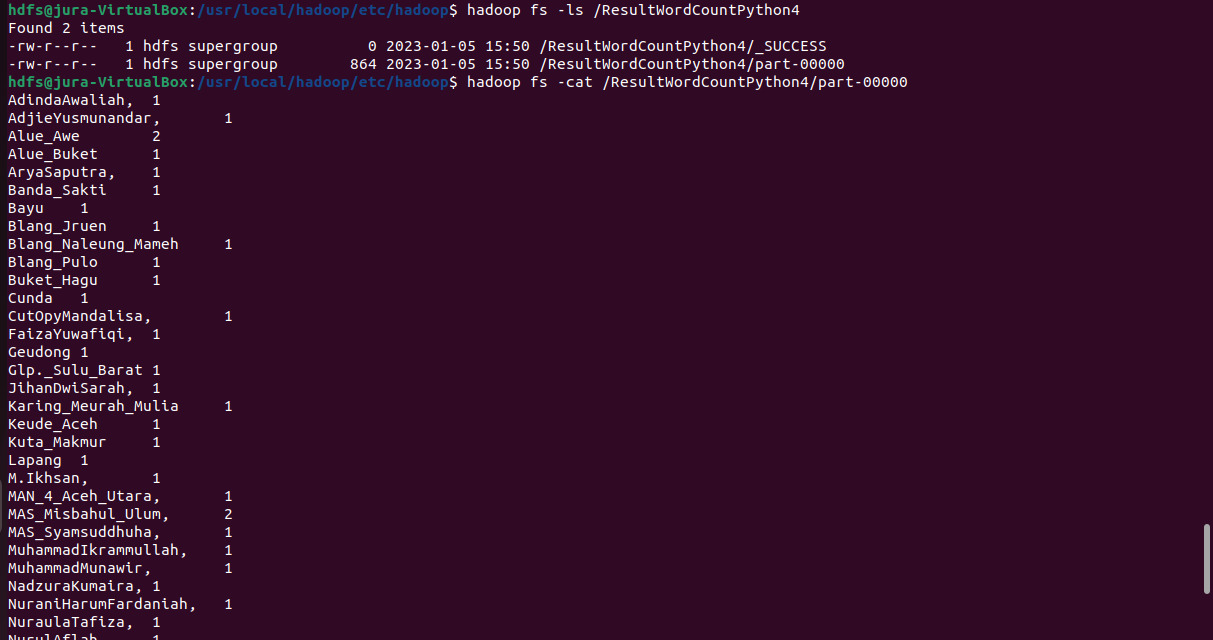 hdfs@jura-VirtualBox:/usr/local/hadoop/etc/hadoop$ hadoop fs -ls /ResultWordCountPython4
Found 2 items
-rw-r--r--   1 hdfs supergroup          0 2023-01-05 15:50 /ResultWordCountPython4/_SUCCESS
-rw-r--r--   1 hdfs supergroup        864 2023-01-05 15:50 /ResultWordCountPython4/part-00000
hdfs@jura-VirtualBox:/usr/local/hadoop/etc/hadoop$ hadoop fs -cat /ResultWordCountPython4/part-00000
AdindaAwaliah,	1
AdjieYusmunandar,	1
Alue_Awe	2
Alue_Buket	1
AryaSaputra,	1
Banda_Sakti	1
Bayu	1
Blang_Jruen	1
Blang_Naleung_Mameh	1
Blang_Pulo	1
Buket_Hagu	1
Cunda	1
CutOpyMandalisa,	1
FaizaYuwafiqi,	1
Geudong	1
Glp._Sulu_Barat	1
JihanDwiSarah,	1
Karing_Meurah_Mulia	1
Keude_Aceh	1
Kuta_Makmur	1
Lapang	1
M.Ikhsan,	1
MAN_4_Aceh_Utara,	1
MAS_Misbahul_Ulum,	2
MAS_Syamsuddhuha,	1
MuhammadIkrammullah,	1
MuhammadMunawir,	1
NadzuraKumaira,	1
NuraniHarumFardaniah,	1
NuraulaTafiza,	1